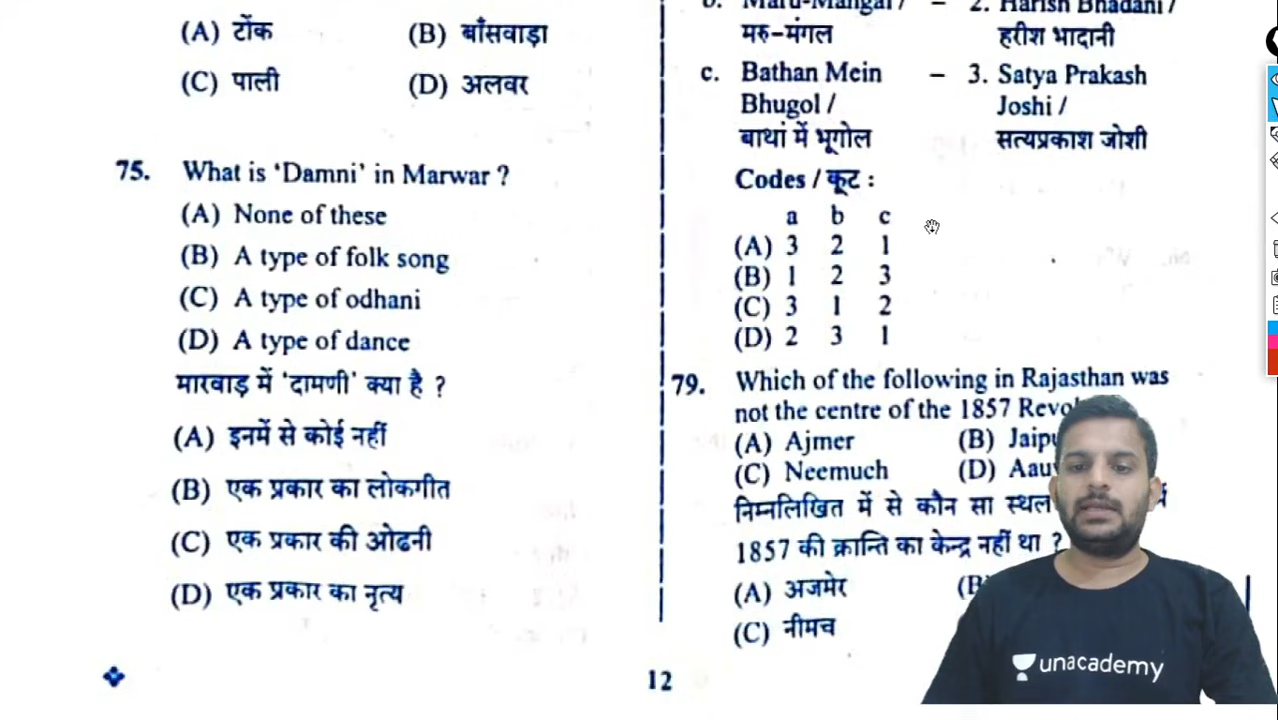 (A) टोंक (B) बाँसवाड़ा
(C) पाली (D) अलवर
75. What is ‘Damni’ in Marwar ?
(A) None of these
(B) A type of folk song
(C) A type of odhani
(D) A type of dance
मारवाड़ में ‘दामणी’ क्या है ?
(A) इनमें से कोई नहीं
(B) एक प्रकार का लोकगीत
(C) एक प्रकार की ओढनी
(D) एक प्रकार का नृत्य
b. Maru-Mangal / – 2. Harish Bhadani /
मरु-मंगल हरीश भादानी
c. Bathan Mein – 3. Satya Prakash
Bhugol / Joshi /
बाथां में भूगोल सत्यप्रकाश जोशी
Codes / कूट :
a b c
(A) 3 2 1
(B) 1 2 3
(C) 3 1 2
(D) 2 3 1
79. Which of the following in Rajasthan was
not the centre of the 1857
(A) Ajmer (B)
(C) Neemuch (D)
निम्नलिखित में से कौन सा स्थल
1857 की क्रान्ति का केन्द्र नहीं था ?
(A) अजमेर (B)
(C) नीमच
12
unacademy